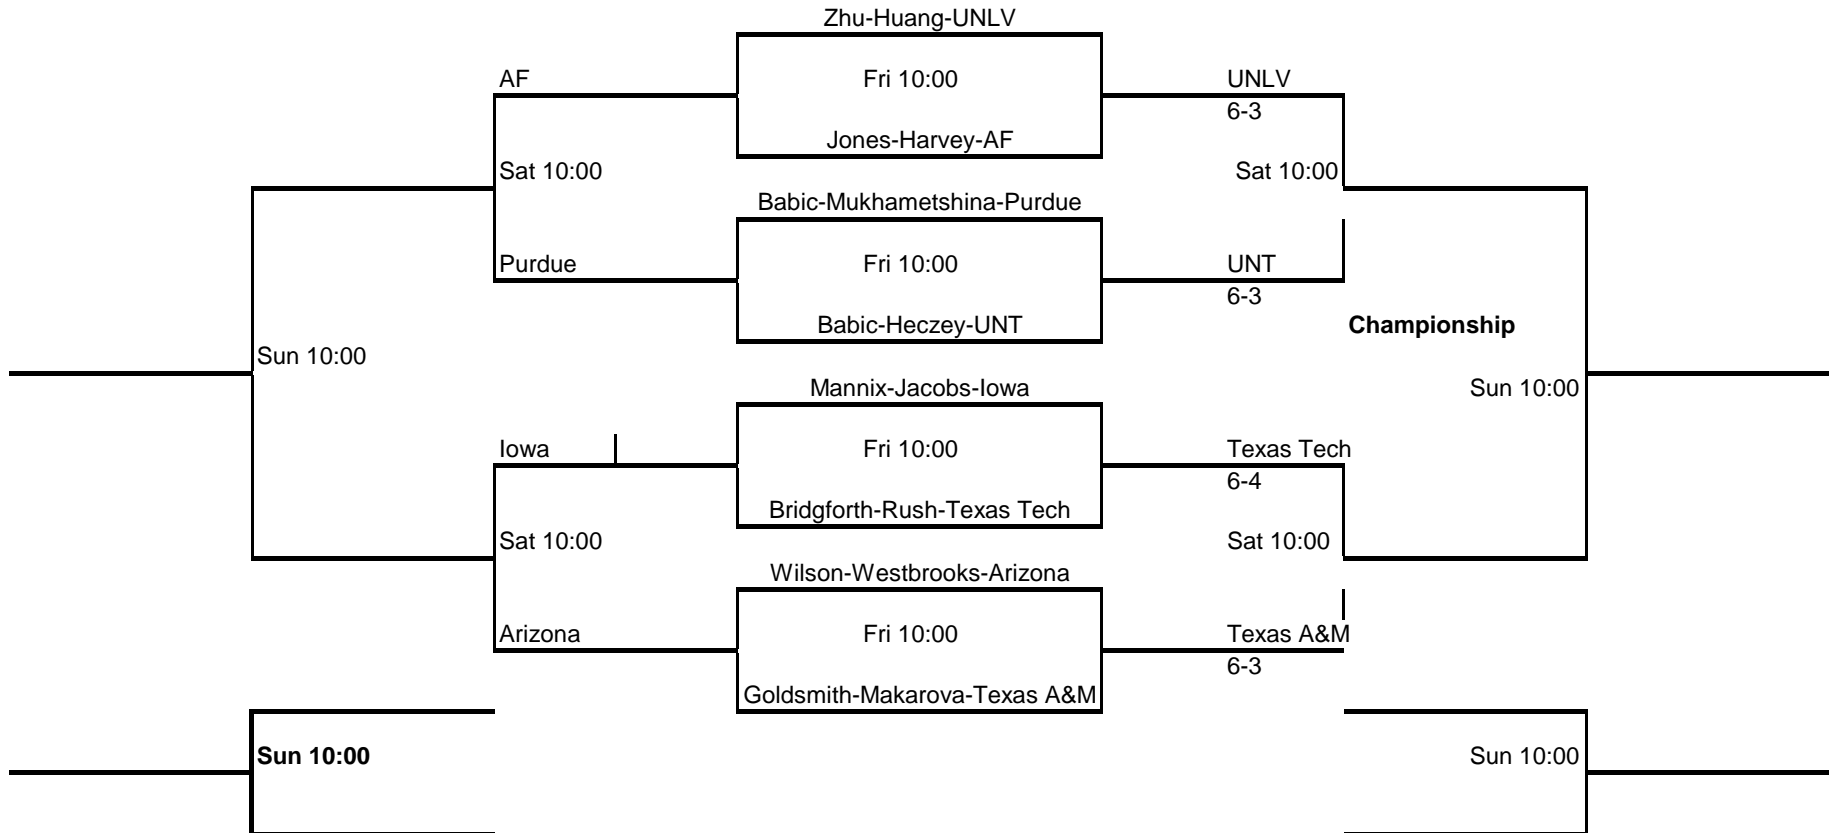 Zhu-Huang-UNLV
AF
Fri 10:00
UNLV
6-3
Jones-Harvey-AF
Sat 10:00
Sat 10:00
Babic-Mukhametshina-Purdue
Purdue
Fri 10:00
UNT
6-3
Babic-Heczey-UNT
Championship
Sun 10:00
Mannix-Jacobs-Iowa
Sun 10:00
Iowa
Fri 10:00
Texas Tech
6-4
Bridgforth-Rush-Texas Tech
Sat 10:00
Sat 10:00
Wilson-Westbrooks-Arizona
Arizona
Fri 10:00
Texas A&M
6-3
Goldsmith-Makarova-Texas A&M
Sun 10:00
Sun 10:00